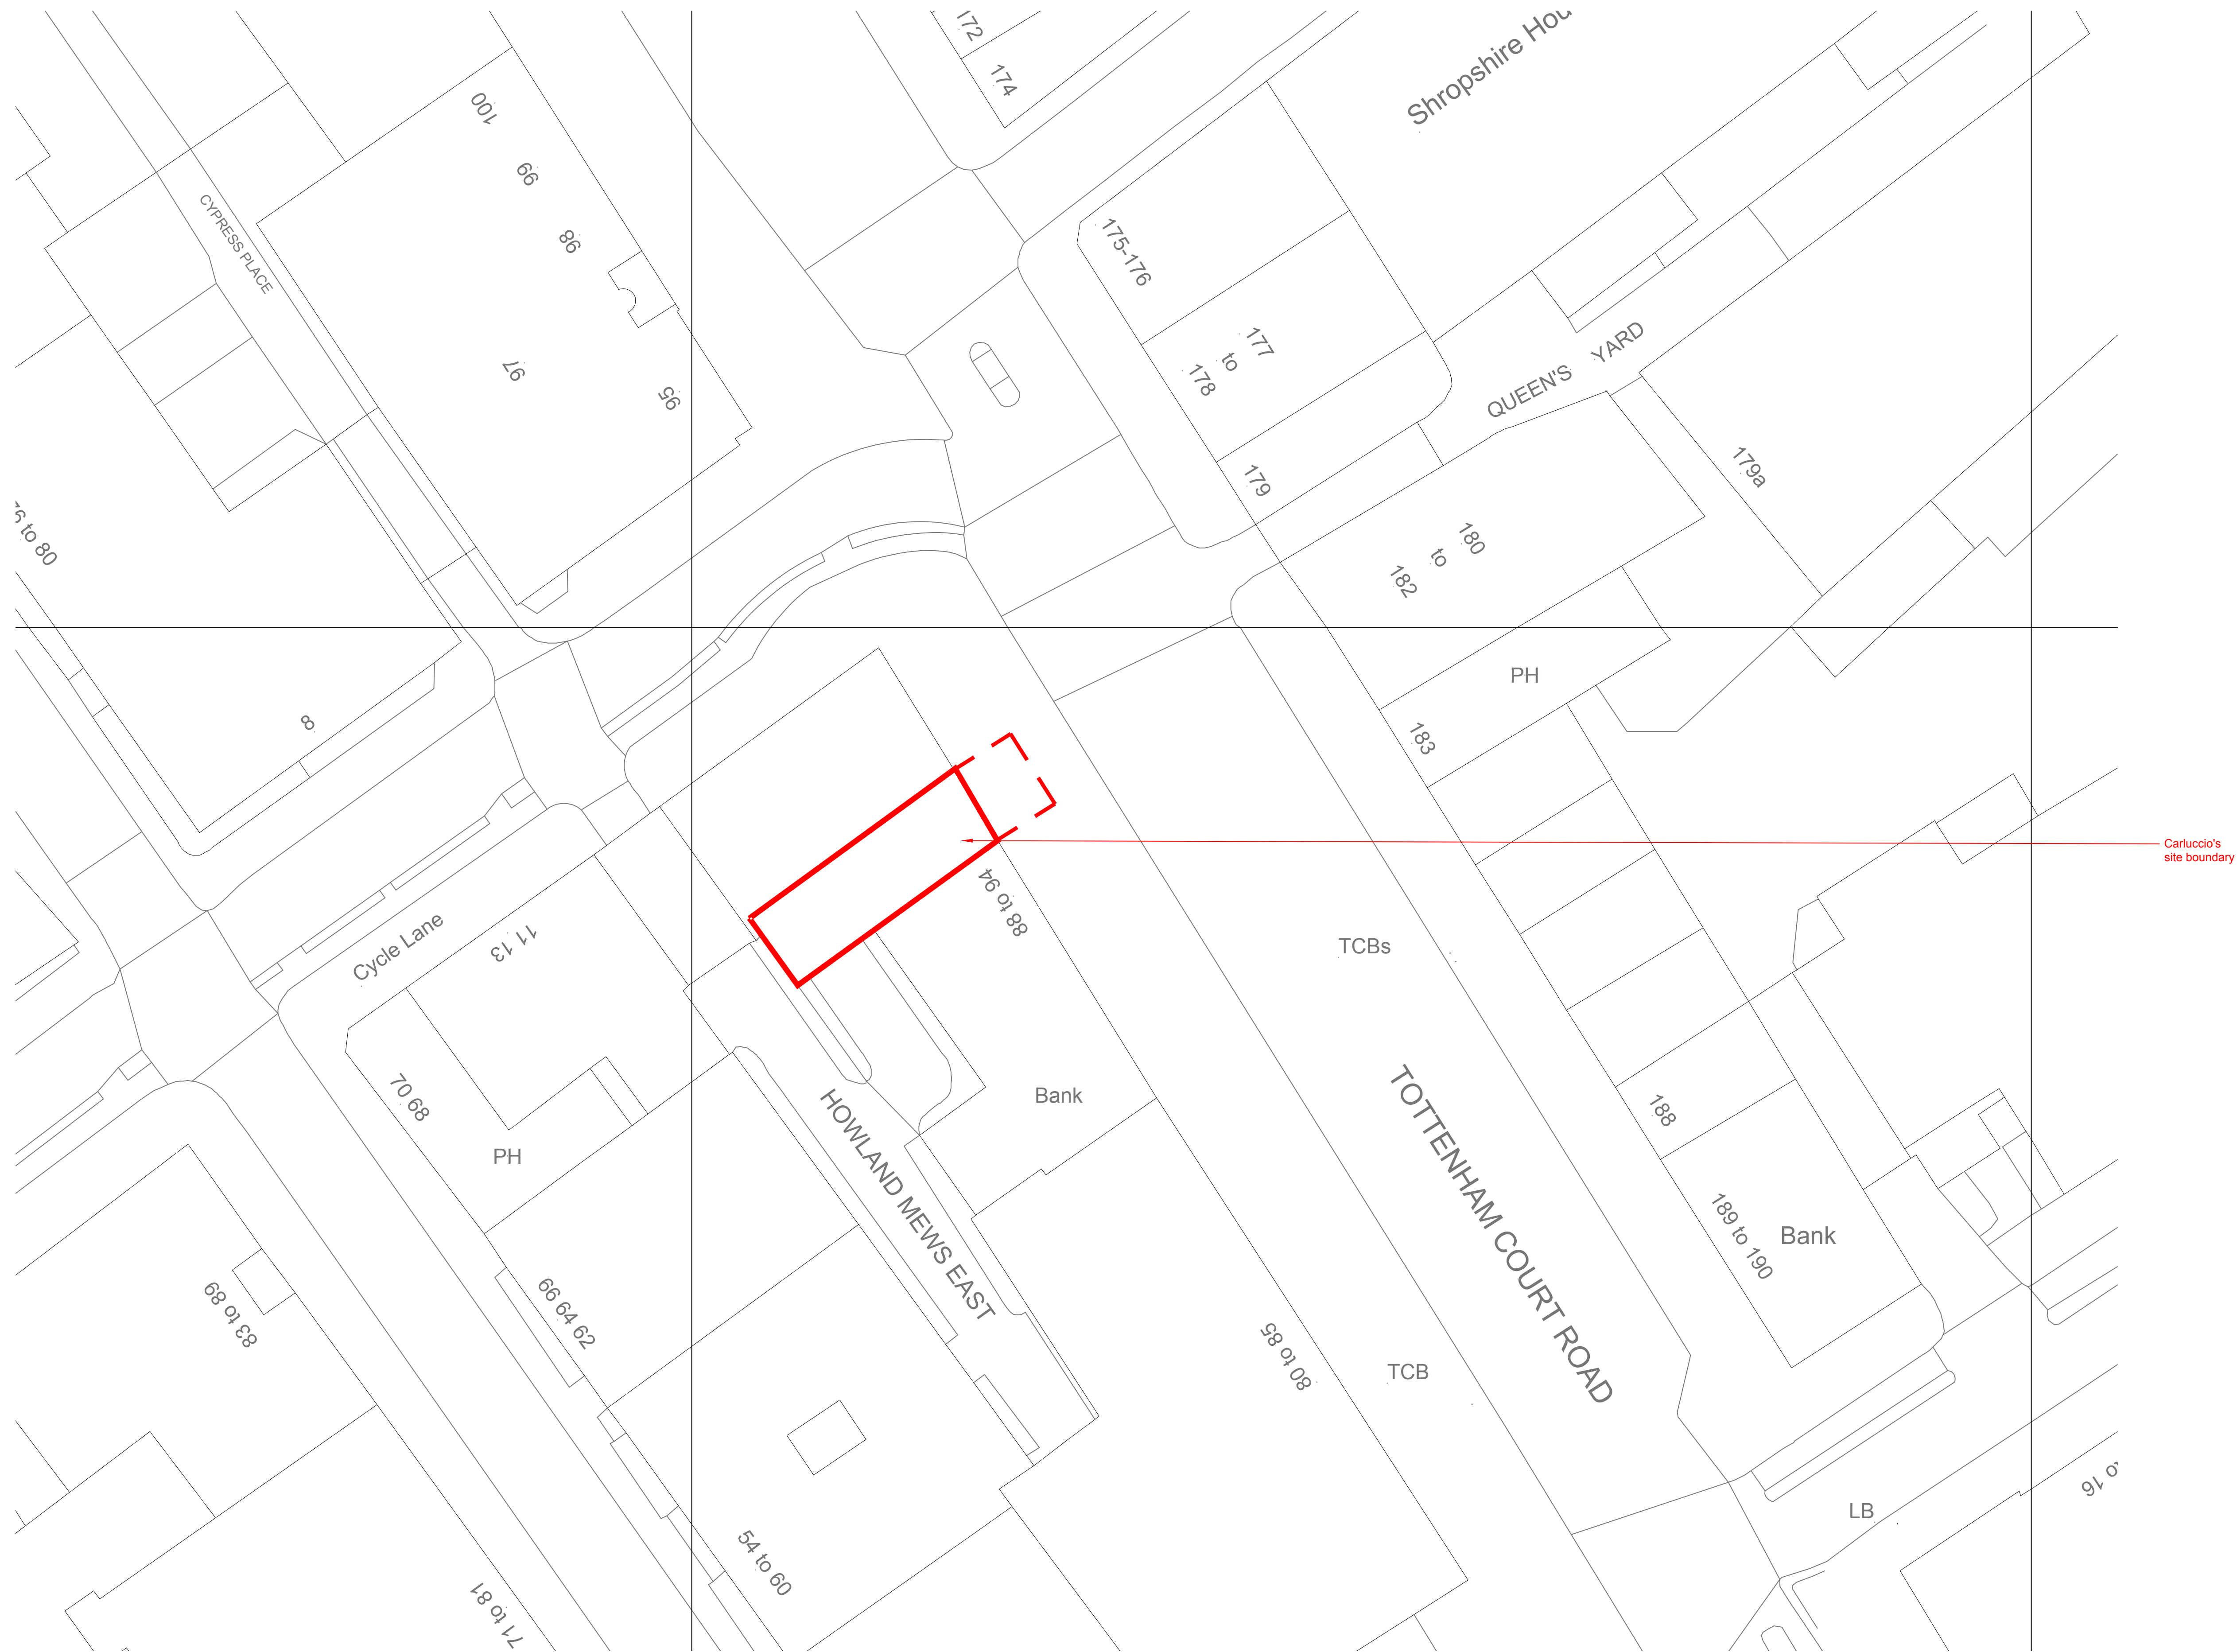 172
174
Shropshire Hou
100
99
98
97
95
CYPRESS PLACE
175-176
177
to
178
179
QUEEN'S YARD
179a
180
to
182
to 80
PH
183
8
Carluccio's
site boundary
88 to 94
TCBs
Cycle Lane
11 13
70 68
PH
HOWLAND MEWS EAST
Bank
TOTTENHAM COURT ROAD
188
189 to 190
Bank
83 to 89
66 64 62
80 to 85
TCB
54 to 60
71 to 81
LB
o 16